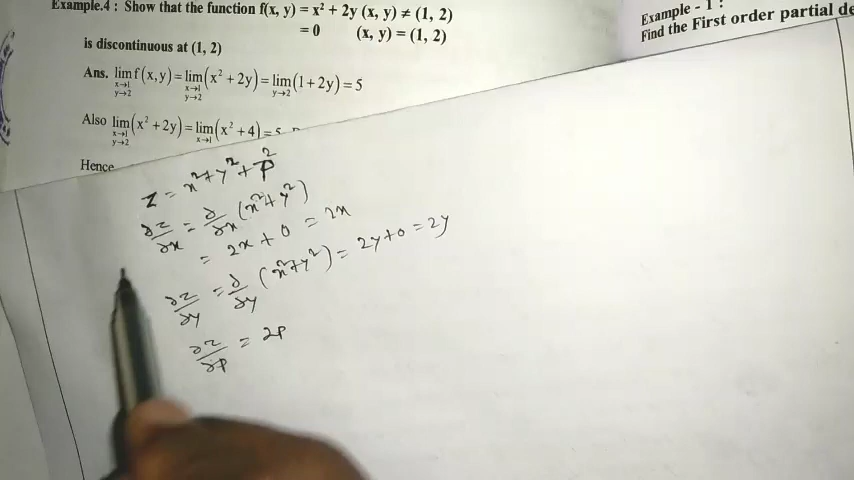 Example.4 : Show that the function f(x, y) = x² + 2y (x, y) ≠ (1, 2)
= 0 (x, y) = (1, 2)
is discontinuous at (1, 2)
Ans. lim f(x, y) = lim (x² + 2y) = lim (1 + 2y) = 5
x→1 x→1 y→2
y→2 y→2
Also lim (x² + 2y) = lim (x² + 4) = 5
x→1 x→1
y→2
Hence
Example - 1 :
Find the First order partial de
z = x² + y² + p²
∂z/∂x = ∂/∂x (x² + y²)
= 2x + 0 = 2x
∂z/∂y = ∂/∂y (x² + y²) = 2y + 0 = 2y
∂z/∂p = 2p